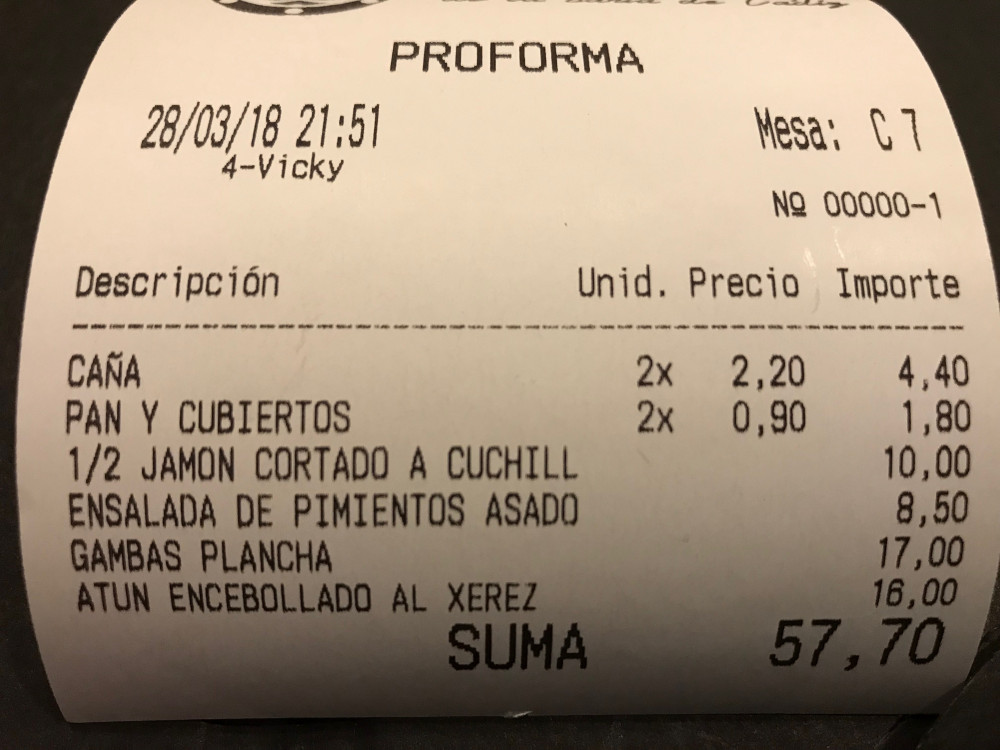 PROFORMA
28/03/18 21:51 Mesa: C 7
4-Vicky
Nº 00000-1
Descripción Unid. Precio Importe
CAÑA 2x 2,20 4,40
PAN Y CUBIERTOS 2x 0,90 1,80
1/2 JAMON CORTADO A CUCHILL 10,00
ENSALADA DE PIMIENTOS ASADO 8,50
GAMBAS PLANCHA 17,00
ATUN ENCEBOLLADO AL XEREZ 16,00
SUMA 57,70